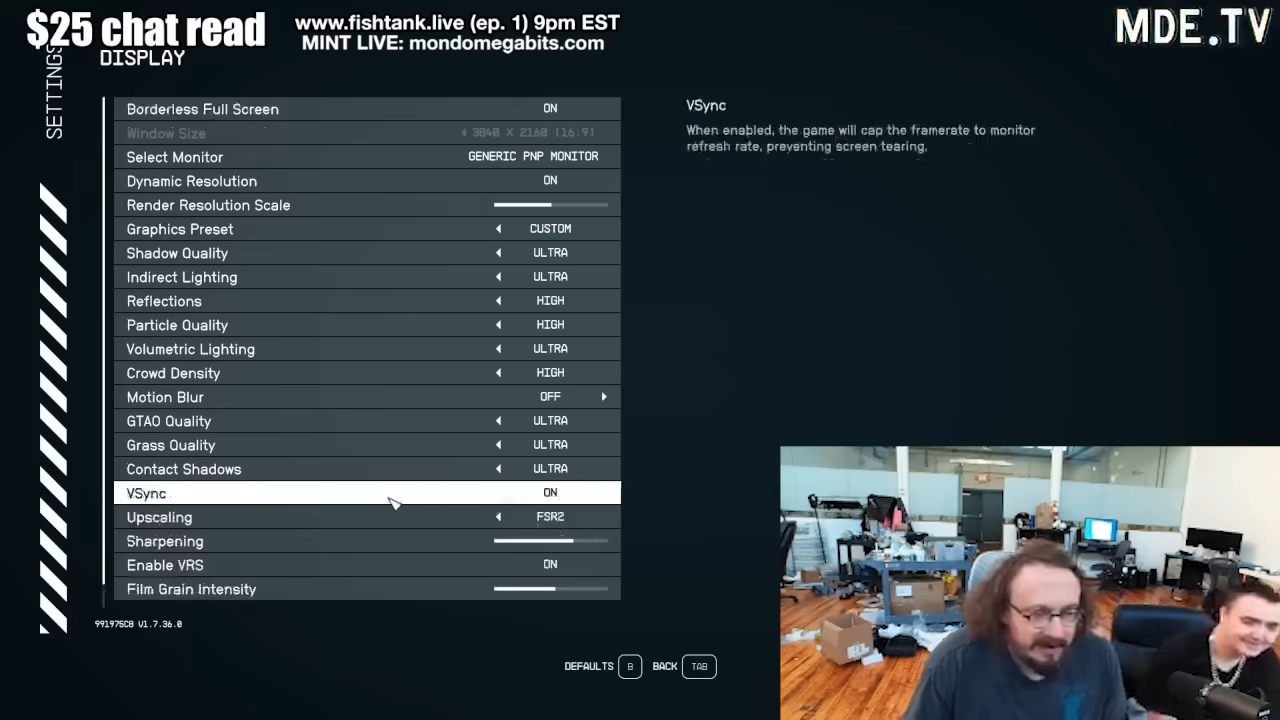 $25 chat read
www.fishtank.live (ep. 1) 9pm EST
MINT LIVE: mondomegabits.com
MDE.TV
SETTINGS
DISPLAY
Borderless Full Screen ON
Window Size 3840 X 2160 (16:9)
Select Monitor GENERIC PNP MONITOR
Dynamic Resolution ON
Render Resolution Scale
Graphics Preset CUSTOM
Shadow Quality ULTRA
Indirect Lighting ULTRA
Reflections HIGH
Particle Quality HIGH
Volumetric Lighting ULTRA
Crowd Density HIGH
Motion Blur OFF
GTAO Quality ULTRA
Grass Quality ULTRA
Contact Shadows ULTRA
VSync ON
Upscaling FSR2
Sharpening
Enable VRS ON
Film Grain Intensity
VSync
When enabled, the game will cap the framerate to monitor
refresh rate, preventing screen tearing.
991975C8 V1.7.36.0
DEFAULTS B BACK TAB